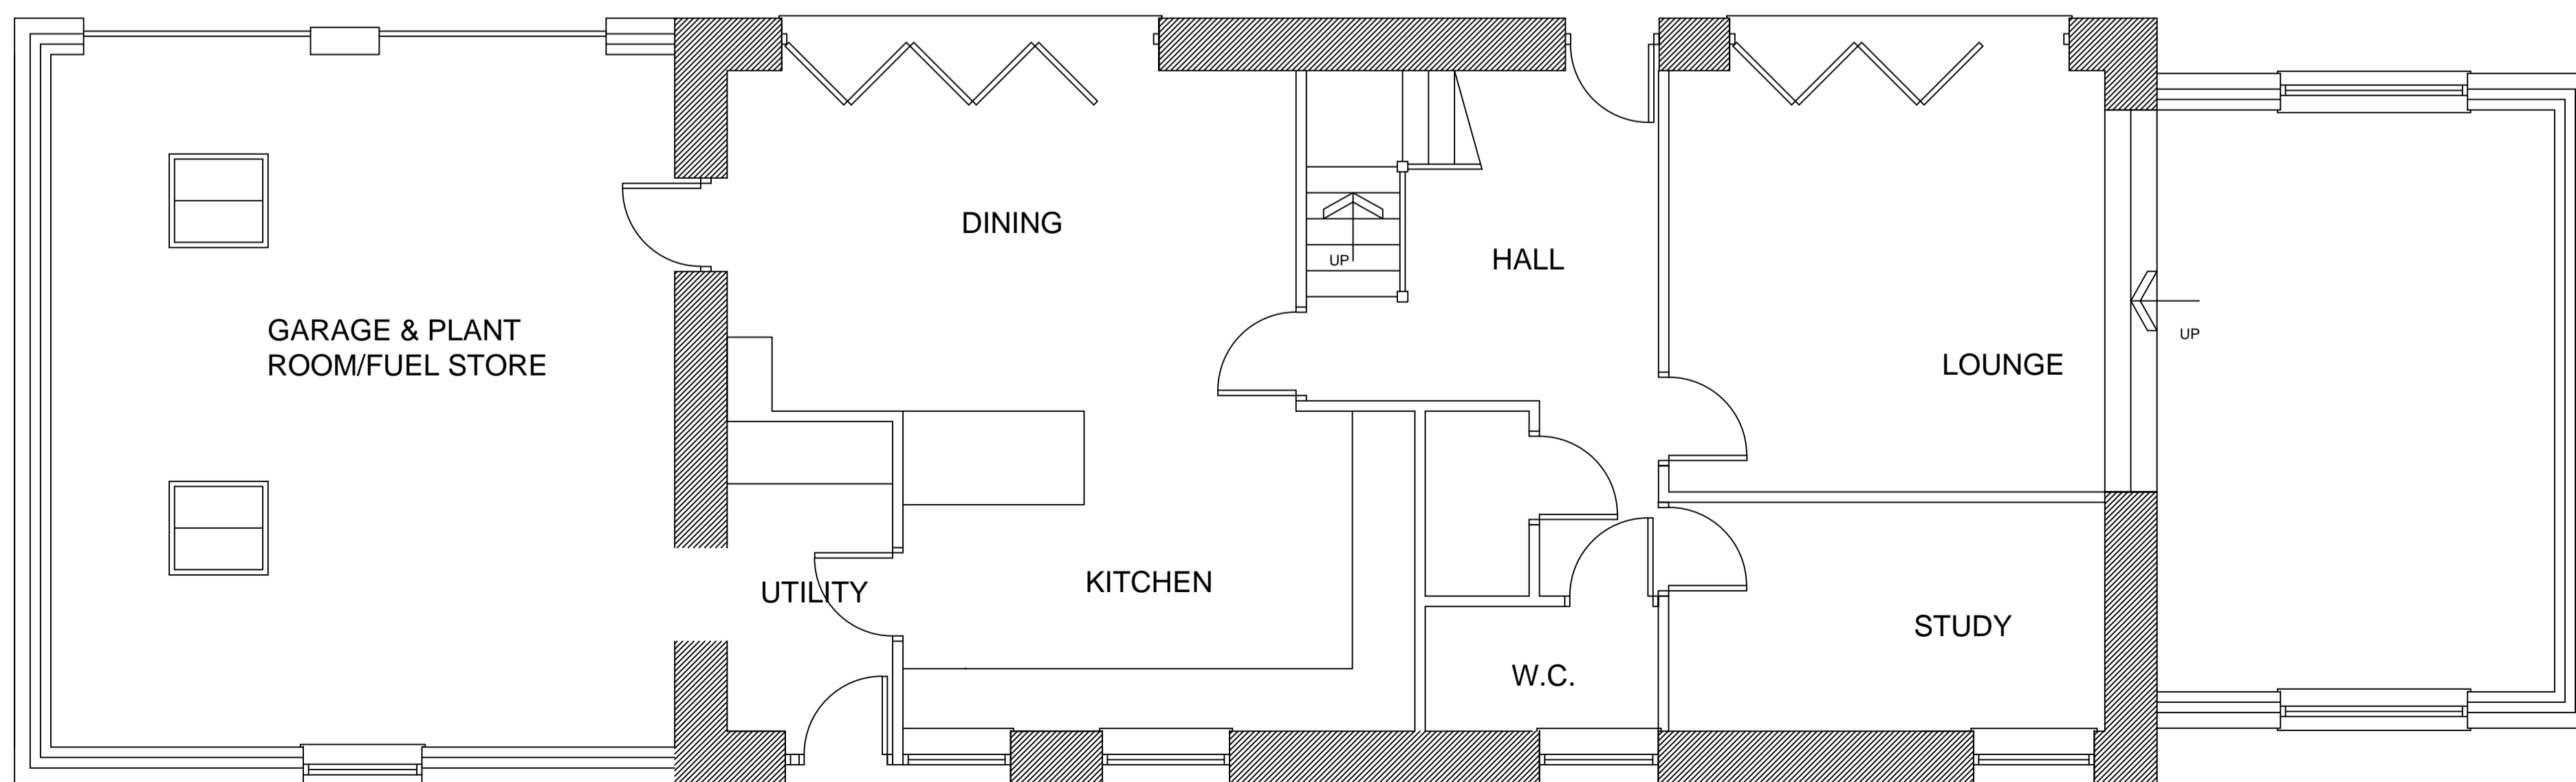 DINING
UP
HALL
GARAGE & PLANT
ROOM/FUEL STORE
UP
LOUNGE
UTILITY
KITCHEN
STUDY
W.C.